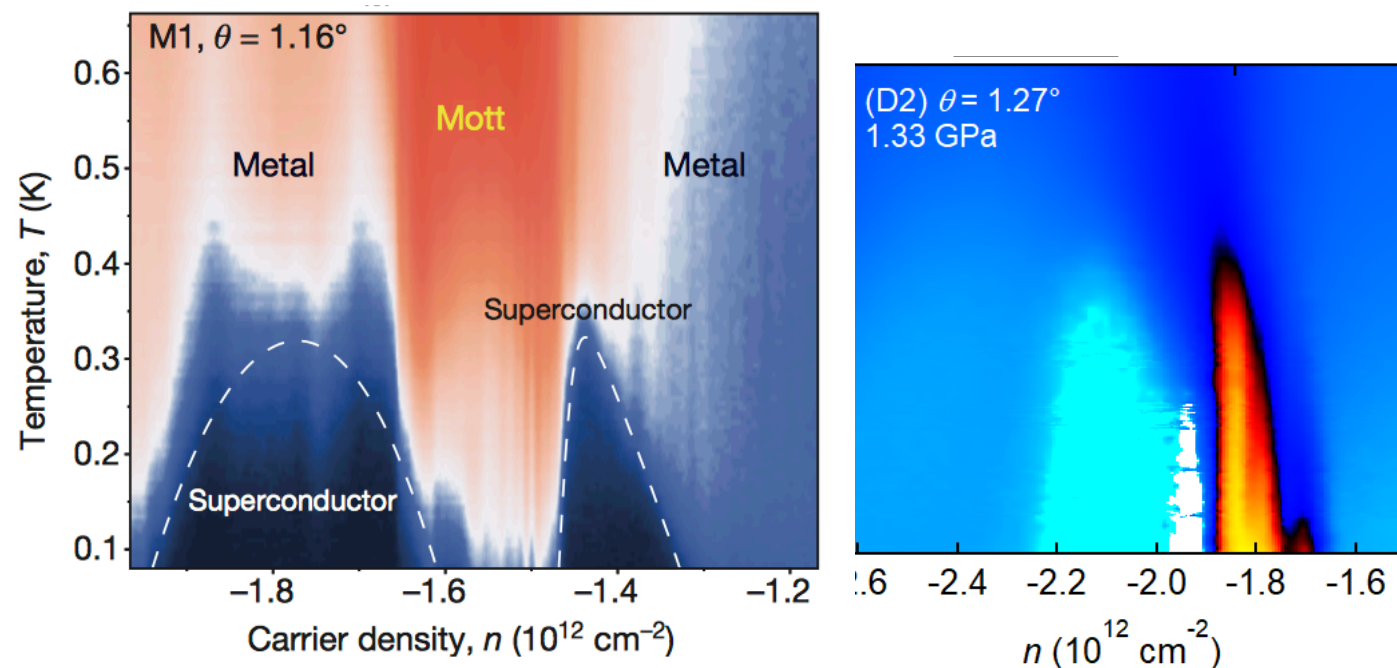 M1, θ = 1.16°
Mott
Metal
Metal
Superconductor
Superconductor
Temperature, T (K)
0.6
0.5
0.4
0.3
0.2
0.1
–1.8
–1.6
–1.4
–1.2
Carrier density, n (10¹² cm⁻²)
(D2) θ = 1.27°
1.33 GPa
.6
-2.4
-2.2
-2.0
-1.8
-1.6
n (10¹² cm⁻²)